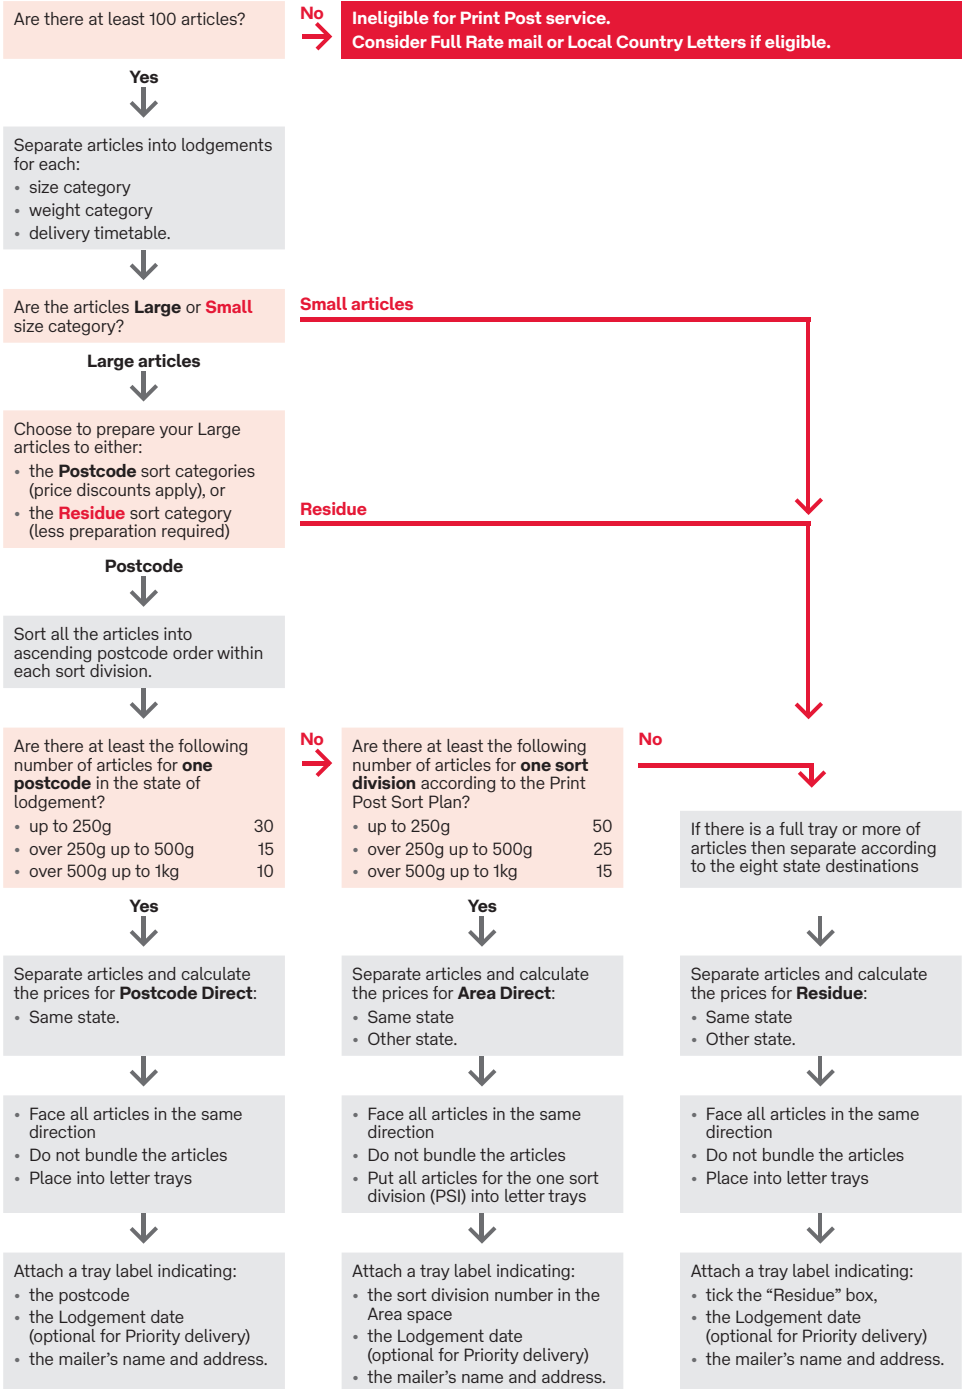 Are there at least 100 articles?
No
Ineligible for Print Post service.
Consider Full Rate mail or Local Country Letters if eligible.
Yes
Separate articles into lodgements
for each:
• size category
• weight category
• delivery timetable.
Are the articles Large or Small
size category?
Small articles
Large articles
Choose to prepare your Large
articles to either:
• the Postcode sort categories
(price discounts apply), or
• the Residue sort category
(less preparation required)
Residue
Postcode
Sort all the articles into
ascending postcode order within
each sort division.
Are there at least the following
number of articles for one
postcode in the state of
lodgement?
• up to 250g 30
• over 250g up to 500g 15
• over 500g up to 1kg 10
No
Are there at least the following
number of articles for one sort
division according to the Print
Post Sort Plan?
• up to 250g 50
• over 250g up to 500g 25
• over 500g up to 1kg 15
No
If there is a full tray or more of
articles then separate according
to the eight state destinations
Yes
Yes
Separate articles and calculate
the prices for Postcode Direct:
• Same state.
Separate articles and calculate
the prices for Area Direct:
• Same state
• Other state.
Separate articles and calculate
the prices for Residue:
• Same state
• Other state.
• Face all articles in the same
direction
• Do not bundle the articles
• Place into letter trays
• Face all articles in the same
direction
• Do not bundle the articles
• Put all articles for the one sort
division (PSI) into letter trays
• Face all articles in the same
direction
• Do not bundle the articles
• Place into letter trays
Attach a tray label indicating:
• the postcode
• the Lodgement date
(optional for Priority delivery)
• the mailer’s name and address.
Attach a tray label indicating:
• the sort division number in the
Area space
• the Lodgement date
(optional for Priority delivery)
• the mailer’s name and address.
Attach a tray label indicating:
• tick the “Residue” box,
• the Lodgement date
(optional for Priority delivery)
• the mailer’s name and address.